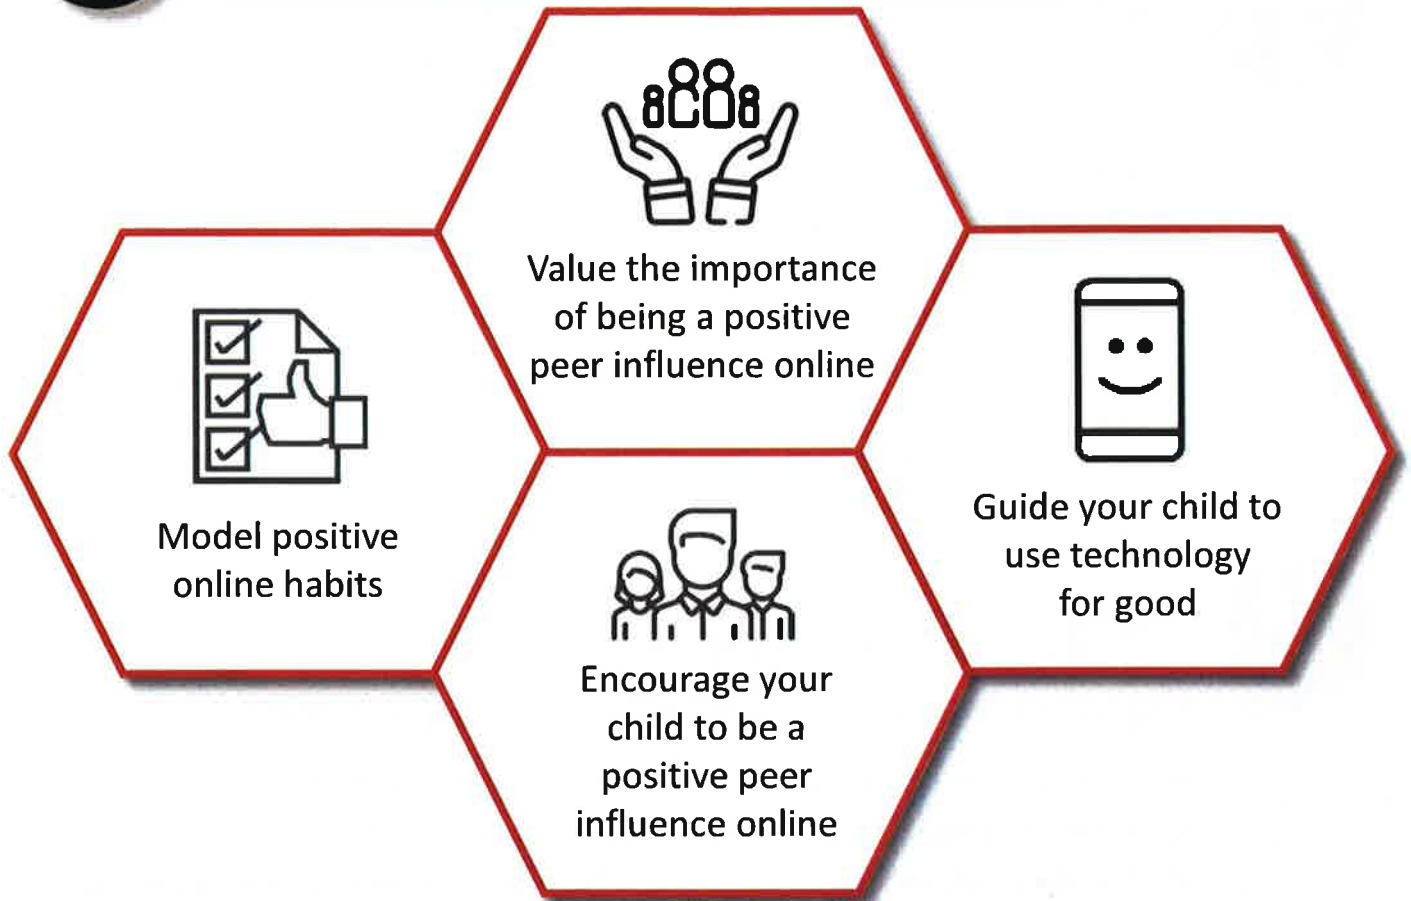 Value the importance
of being a positive
peer influence online
Model positive
online habits
Guide your child to
use technology
for good
Encourage your
child to be a
positive peer
influence online